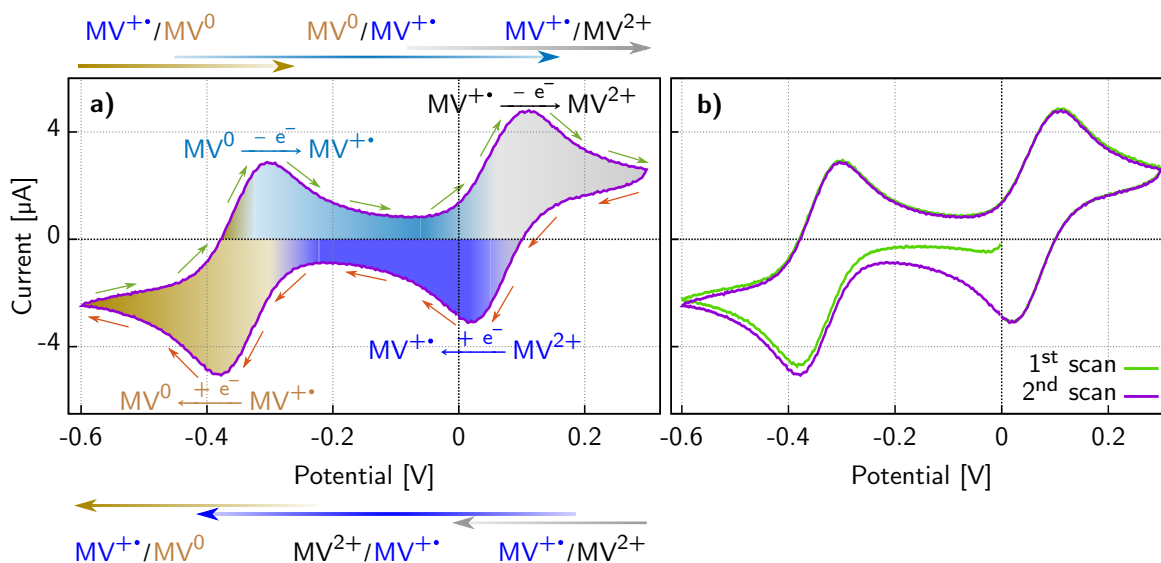 MV⁺•/MV⁰ MV⁰/MV⁺• MV⁺•/MV²⁺
a)
MV⁺• − e⁻ MV²⁺
MV⁰ − e⁻ MV⁺•
MV⁺• + e⁻ MV²⁺
MV⁰ + e⁻ MV⁺•
Current [μA]
4
0
-4
-0.6 -0.4 -0.2 0 0.2
Potential [V]
b)
1ˢᵗ scan
2ⁿᵈ scan
-0.6 -0.4 -0.2 0 0.2
Potential [V]
MV⁺•/MV⁰ MV²⁺/MV⁺• MV⁺•/MV²⁺